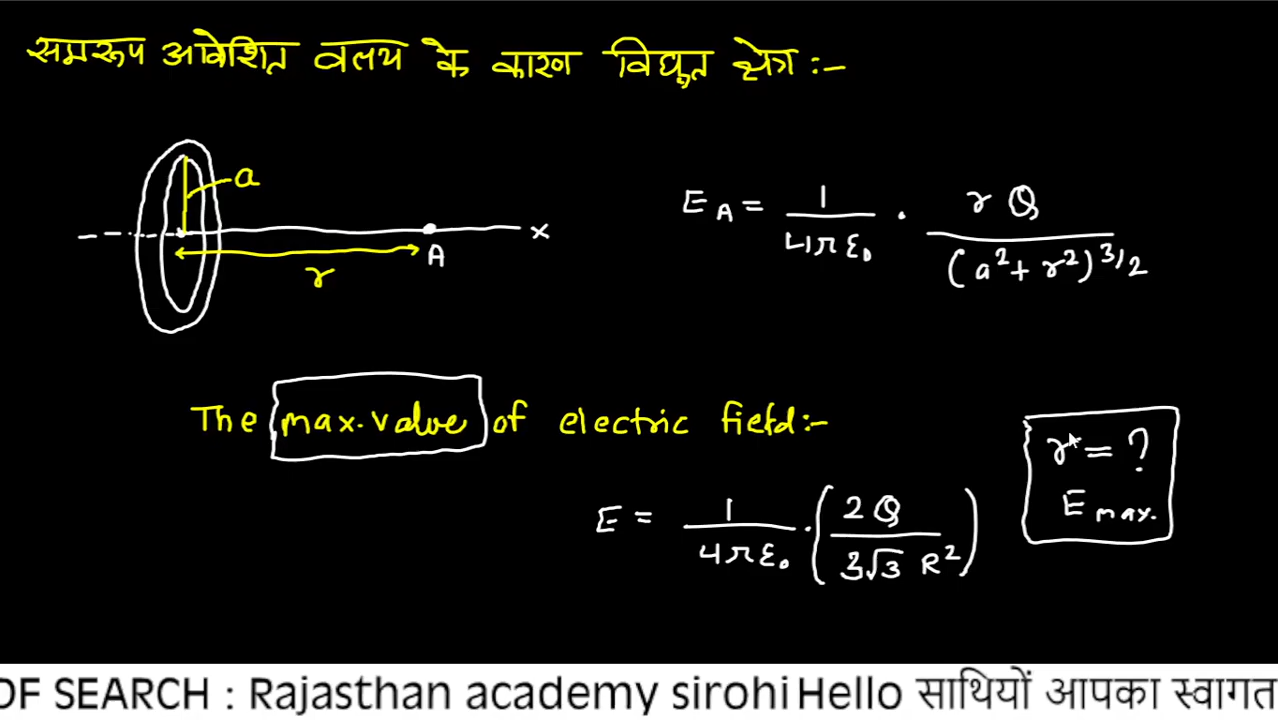 समरूप आवेशित वलय के कारण विद्युत क्षेत्र :-
a
x
A
r
E_A = 1/4πε₀ · rQ/(a² + r²)^3/2
The max. value of electric field :-
r* = ?
E max.
E = 1/4πε₀ · (2Q/3√3 R²)
DF SEARCH : Rajasthan academy sirohi Hello साथियों आपका स्वागत